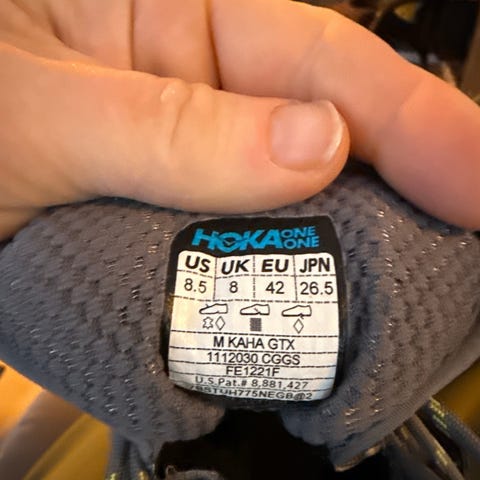 HOKA ONE ONE
US UK EU JPN
8.5 8 42 26.5
M KAHA GTX
1112030 CGGS
FE1221F
U.S.Pat.# 8,881,427